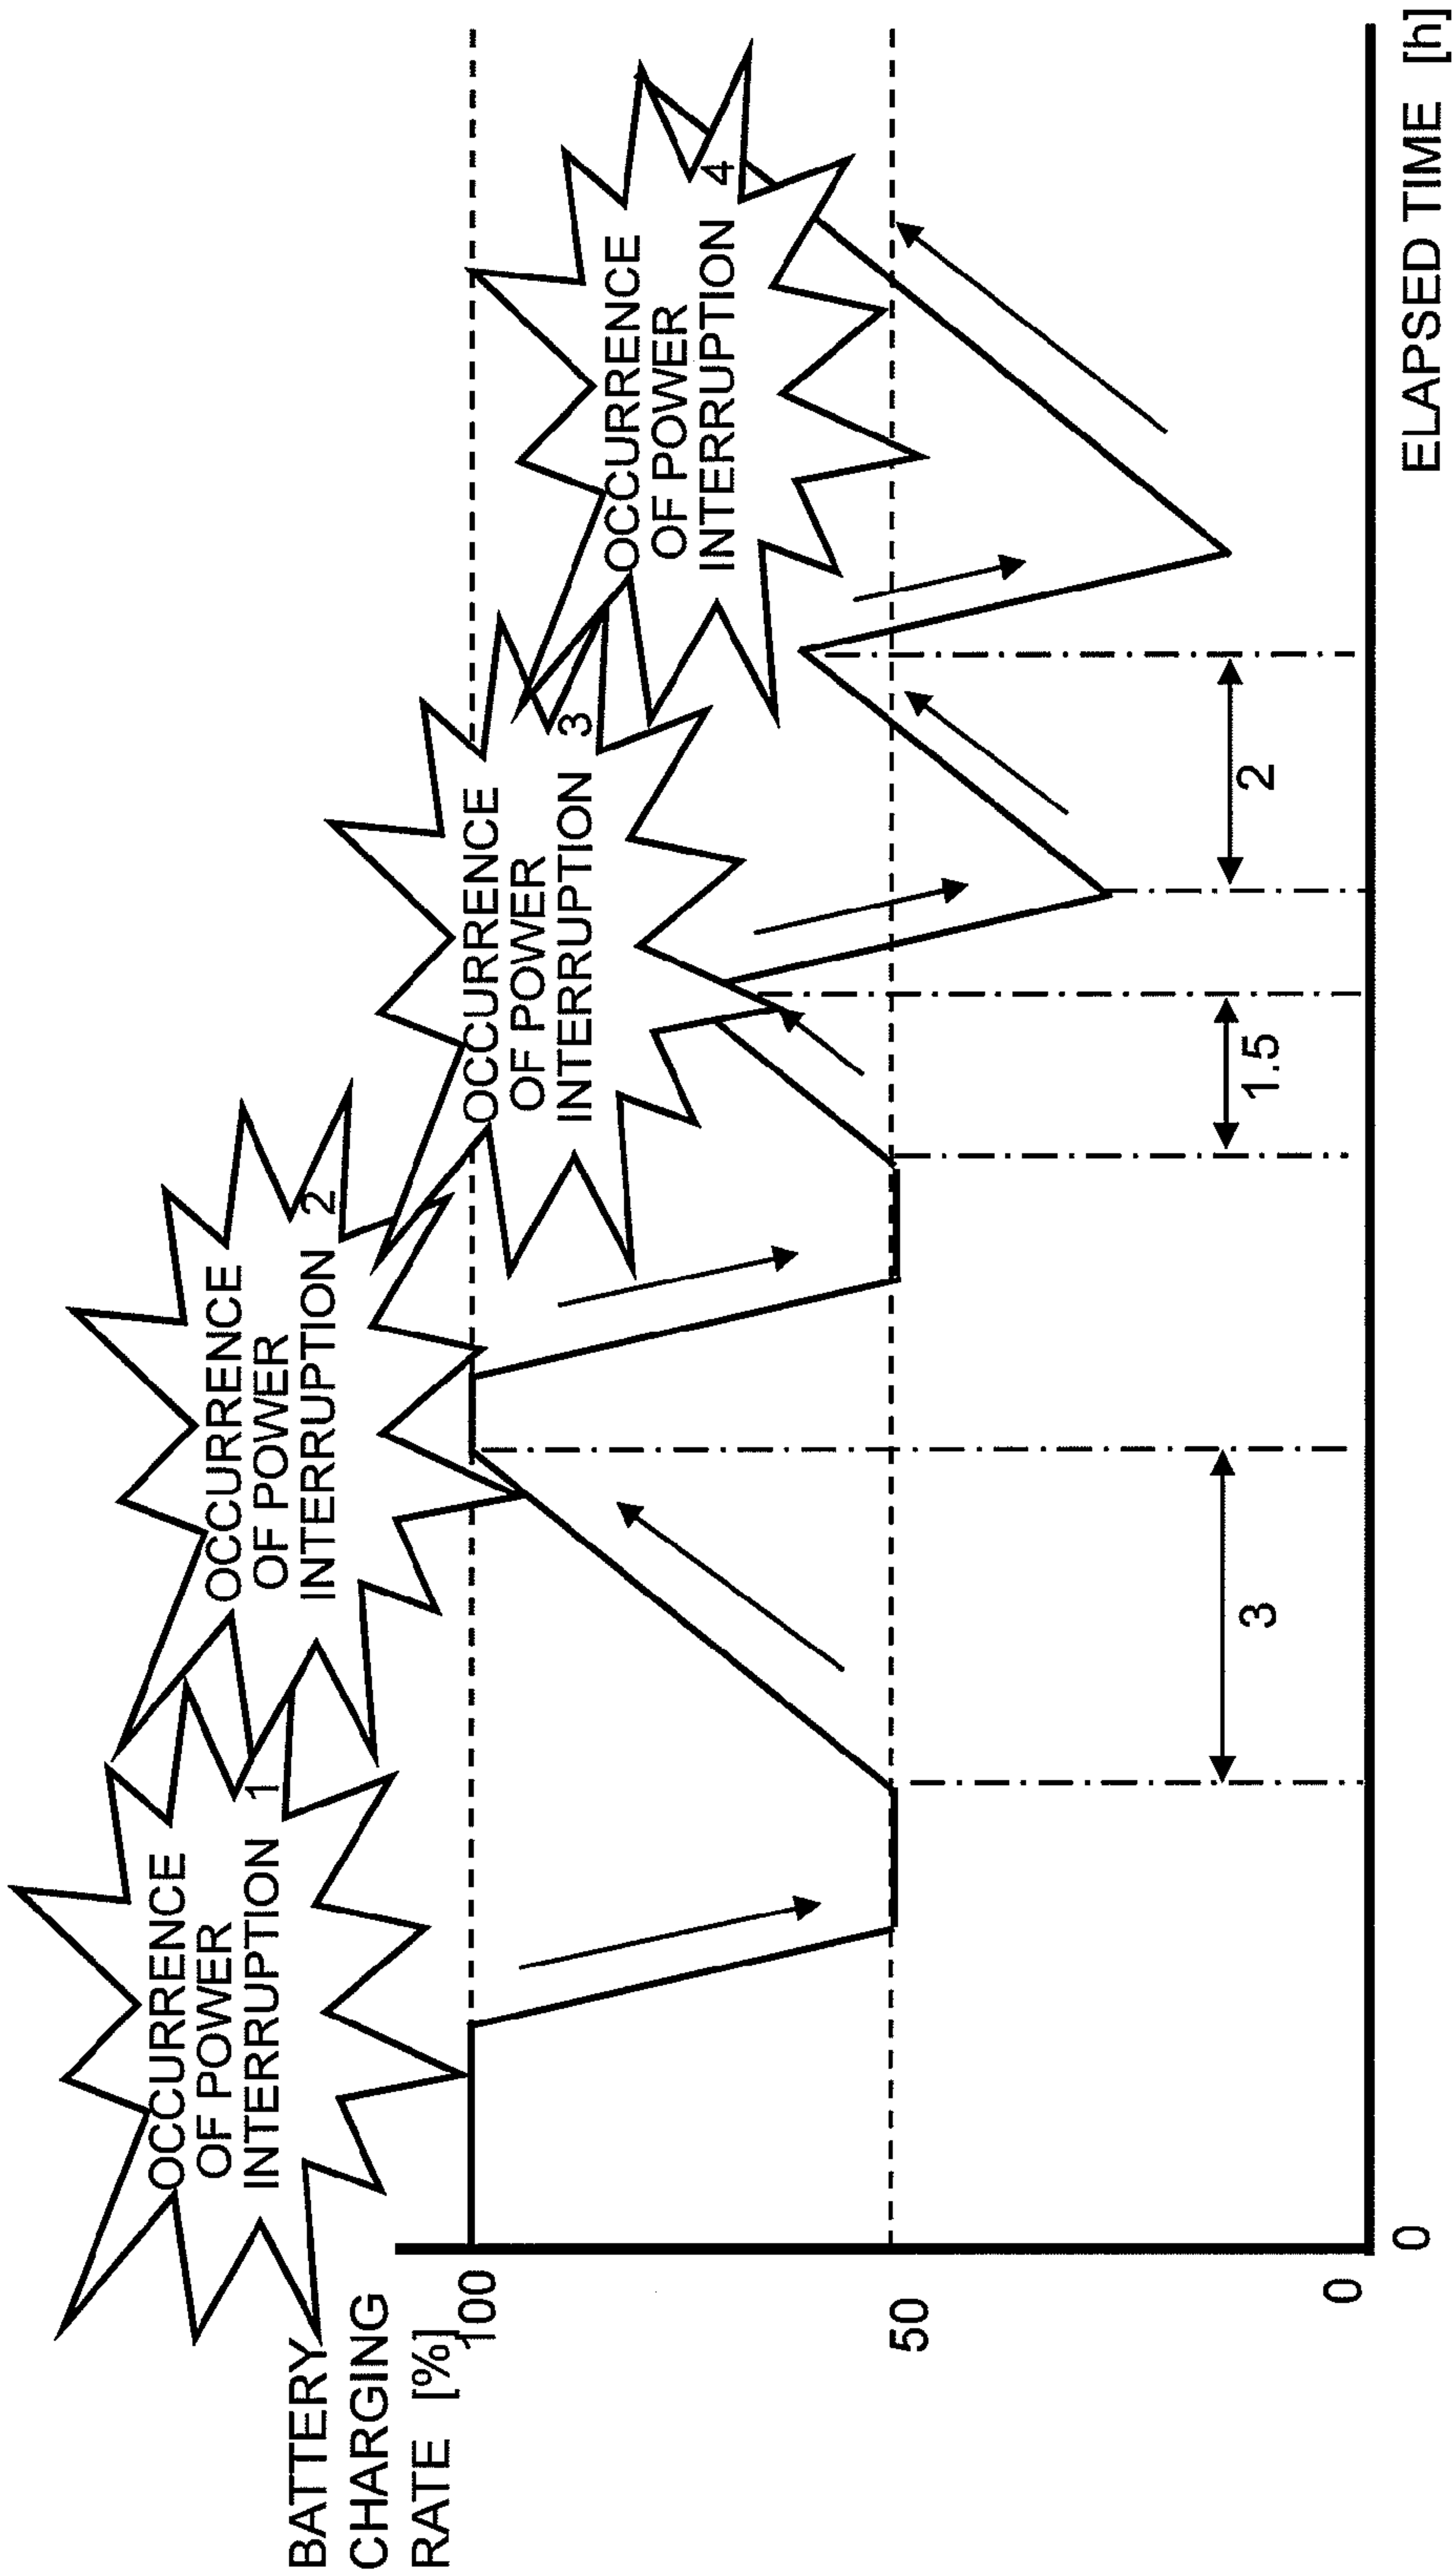 BATTERY
CHARGING
RATE [%]
100
50
0
0
OCCURRENCE
OF POWER
INTERRUPTION 1
OCCURRENCE
OF POWER
INTERRUPTION 2
OCCURRENCE
OF POWER
INTERRUPTION 3
OCCURRENCE
OF POWER
INTERRUPTION 4
3
1.5
2
ELAPSED TIME [h]